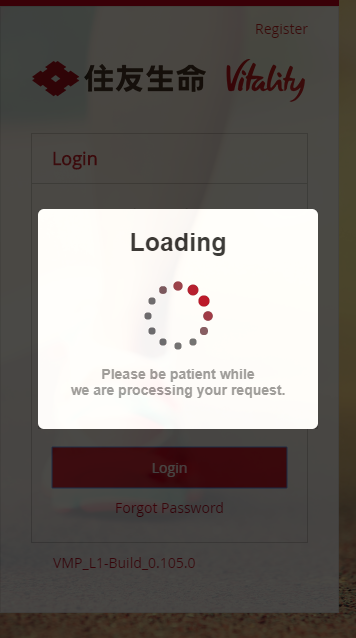 Register
住友生命 Vitality
Login
Loading
Please be patient while
we are processing your request.
Login
Forgot Password
VMP_L1-Build_0.105.0